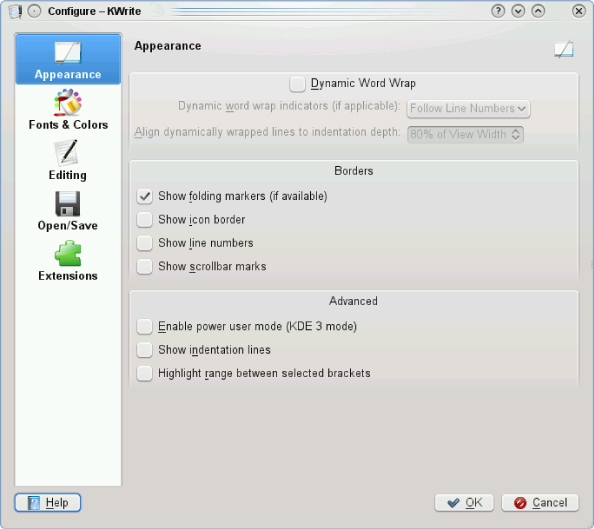 Configure – KWrite
Appearance
Fonts & Colors
Editing
Open/Save
Extensions
Appearance
Dynamic Word Wrap
Dynamic word wrap indicators (if applicable): Follow Line Numbers
Align dynamically wrapped lines to indentation depth: 80% of View Width
Borders
Show folding markers (if available)
Show icon border
Show line numbers
Show scrollbar marks
Advanced
Enable power user mode (KDE 3 mode)
Show indentation lines
Highlight range between selected brackets
Help
OK
Cancel